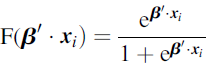 F(𝜷′ · 𝒙ᵢ) = e^{𝜷′·𝒙ᵢ} / (1 + e^{𝜷′·𝒙ᵢ})